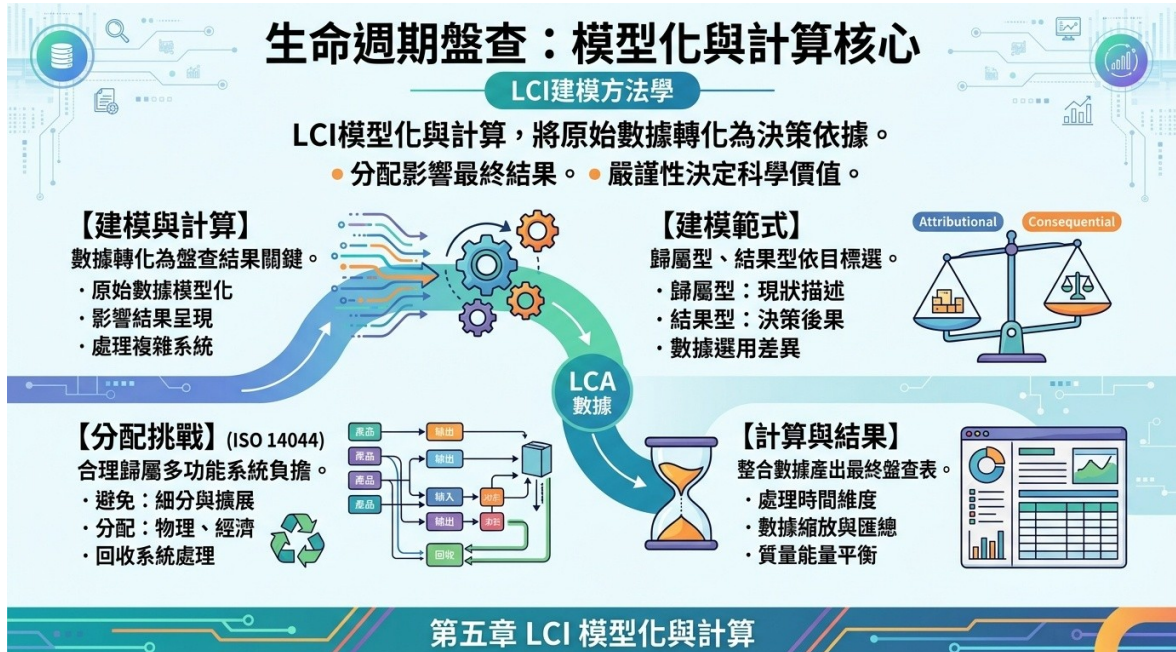 生命週期盤查：模型化與計算核心
LCI建模方法學
LCI模型化與計算，將原始數據轉化為決策依據。
• 分配影響最終結果。 • 嚴謹性決定科學價值。
【建模與計算】
數據轉化為盤查結果關鍵。
・原始數據模型化
・影響結果呈現
・處理複雜系統
【建模範式】
歸屬型、結果型依目標選。
・歸屬型：現狀描述
・結果型：決策後果
・數據選用差異
Attributional
Consequential
LCA
數據
【分配挑戰】(ISO 14044)
合理歸屬多功能系統負擔。
・避免：細分與擴展
・分配：物理、經濟
・回收系統處理
產品
輸出
產品
輸出
產品
輸入
產品
輸出
回收
【計算與結果】
整合數據產出最終盤查表。
・處理時間維度
・數據縮放與匯總
・質量能量平衡
第五章 LCI 模型化與計算